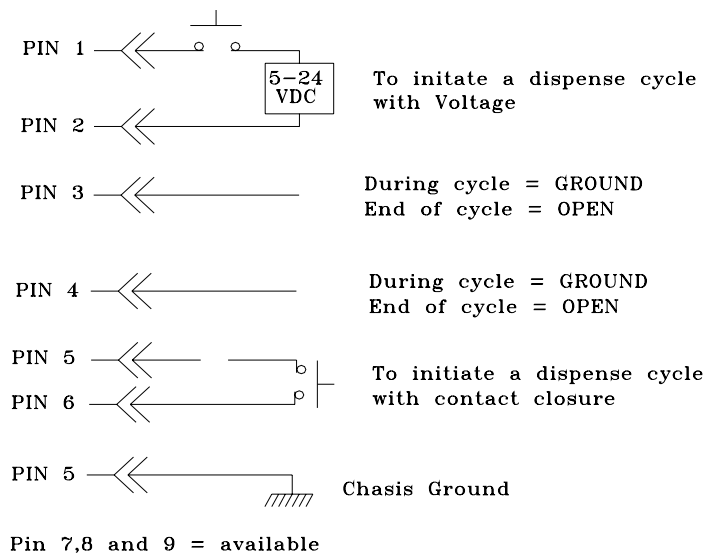 PIN 1
5-24
VDC
To initate a dispense cycle
with Voltage
PIN 2
PIN 3
During cycle = GROUND
End of cycle = OPEN
PIN 4
During cycle = GROUND
End of cycle = OPEN
PIN 5
To initiate a dispense cycle
with contact closure
PIN 6
PIN 5
Chasis Ground
Pin 7,8 and 9 = available